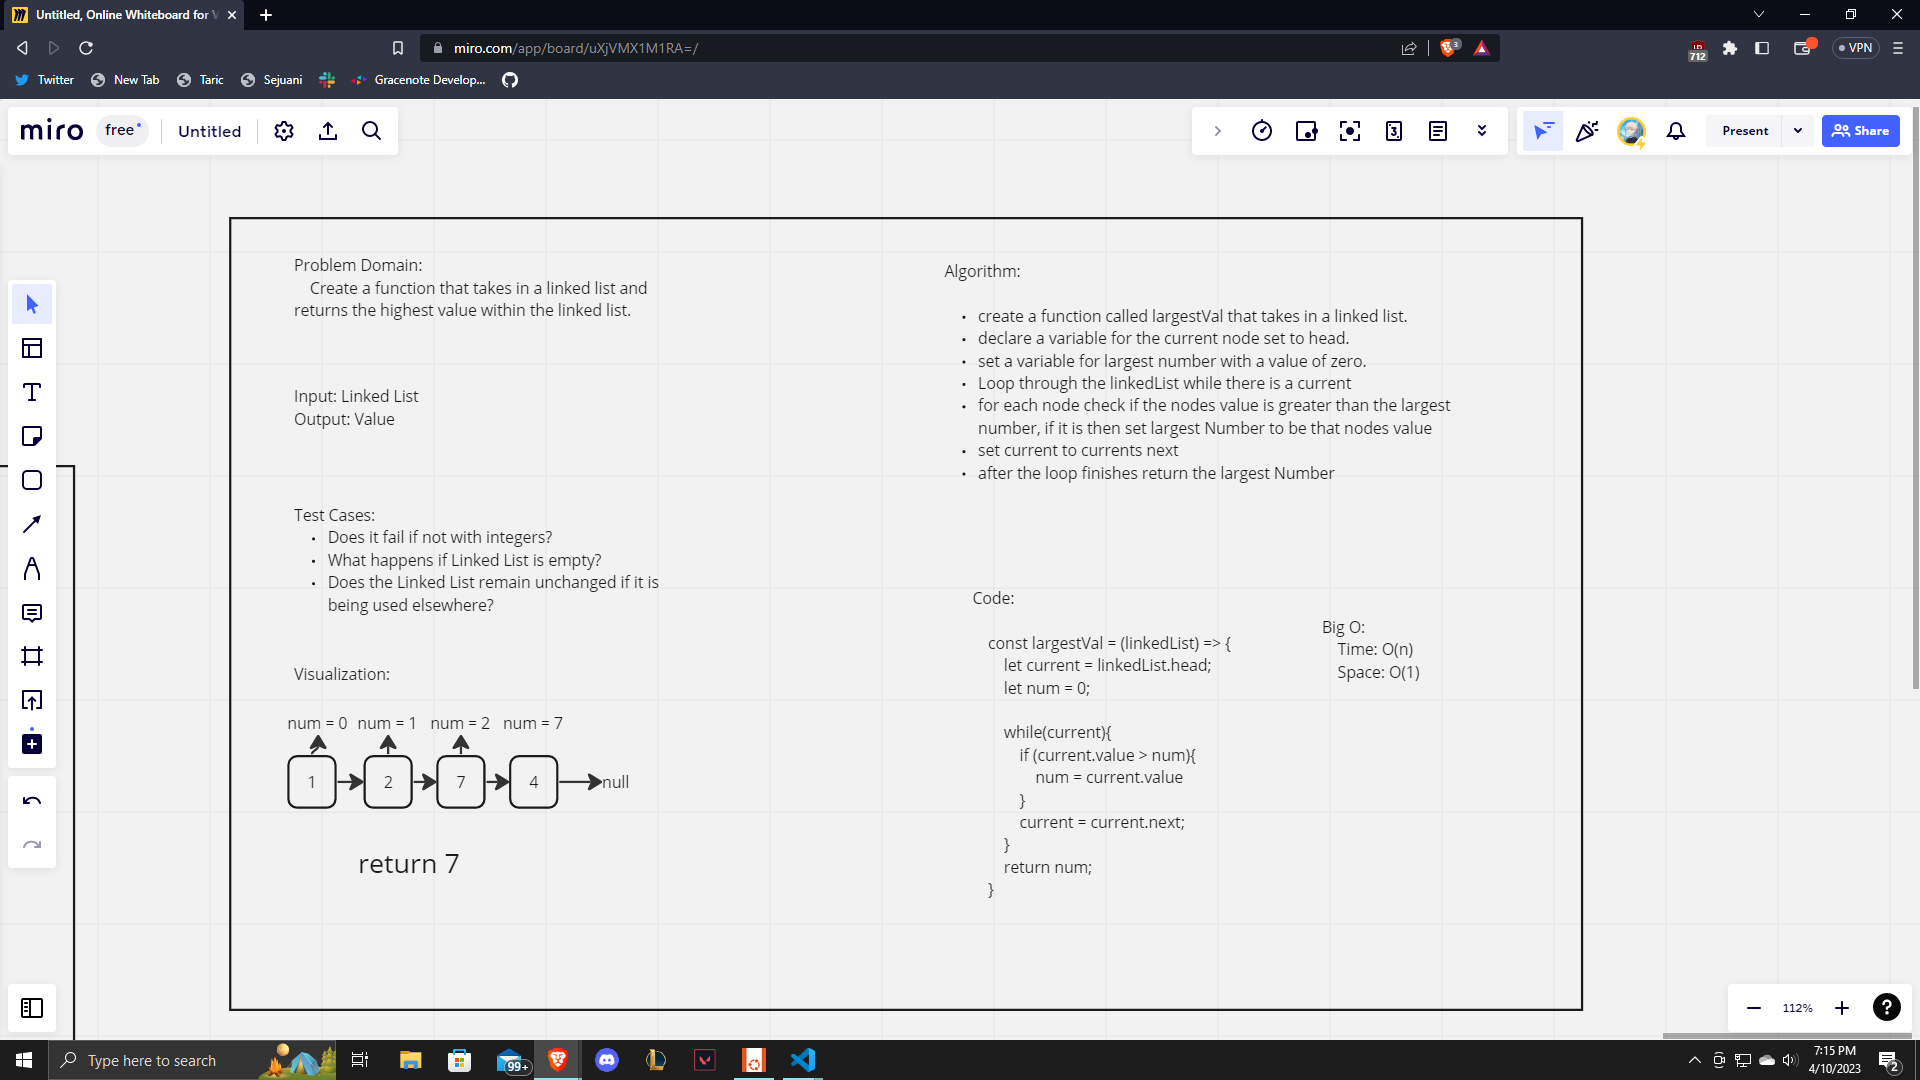 Untitled, Online Whiteboard for V
miro.com/app/board/uXjVMX1M1RA=/
3
712
VPN
Twitter
New Tab
Taric
Sejuani
Gracenote Develop...
miro
free
Untitled
3
Present
Share
Problem Domain:
Create a function that takes in a linked list and
returns the highest value within the linked list.
Input: Linked List
Output: Value
Test Cases:
• Does it fail if not with integers?
• What happens if Linked List is empty?
• Does the Linked List remain unchanged if it is
being used elsewhere?
Visualization:
num = 0 num = 1 num = 2 num = 7
1 2 7 4 null
return 7
Algorithm:
• create a function called largestVal that takes in a linked list.
• declare a variable for the current node set to head.
• set a variable for largest number with a value of zero.
• Loop through the linkedList while there is a current
• for each node check if the nodes value is greater than the largest
number, if it is then set largest Number to be that nodes value
• set current to currents next
• after the loop finishes return the largest Number
Code:
const largestVal = (linkedList) => {
let current = linkedList.head;
let num = 0;
while(current){
if (current.value > num){
num = current.value
}
current = current.next;
}
return num;
}
Big O:
Time: O(n)
Space: O(1)
112%
?
Type here to search
99+
7:15 PM
4/10/2023
2